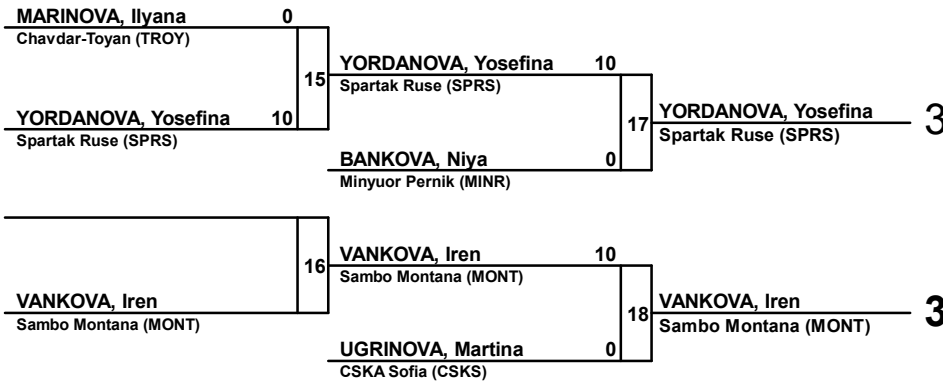 MARINOVA, Ilyana 0
Chavdar-Toyan (TROY)
15
YORDANOVA, Yosefina 10
Spartak Ruse (SPRS)
YORDANOVA, Yosefina 10
Spartak Ruse (SPRS)
17
YORDANOVA, Yosefina 3
Spartak Ruse (SPRS)
BANKOVA, Niya 0
Minyuor Pernik (MINR)
16
VANKOVA, Iren 10
Sambo Montana (MONT)
VANKOVA, Iren
Sambo Montana (MONT)
18
VANKOVA, Iren 3
Sambo Montana (MONT)
UGRINOVA, Martina 0
CSKA Sofia (CSKS)